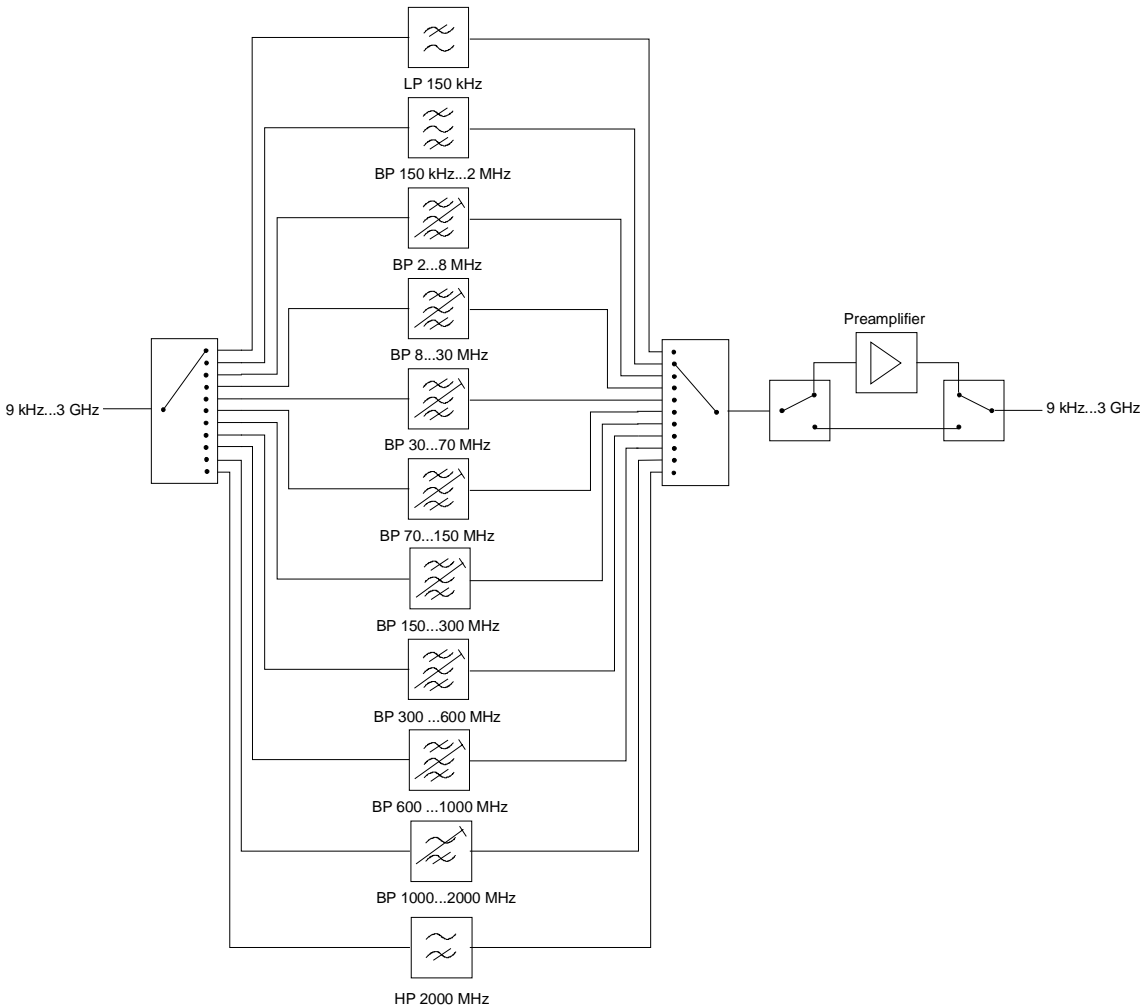 LP 150 kHz
BP 150 kHz...2 MHz
BP 2...8 MHz
BP 8...30 MHz
Preamplifier
9 kHz...3 GHz
9 kHz...3 GHz
BP 30...70 MHz
BP 70...150 MHz
BP 150...300 MHz
BP 300 ...600 MHz
BP 600 ...1000 MHz
BP 1000...2000 MHz
HP 2000 MHz